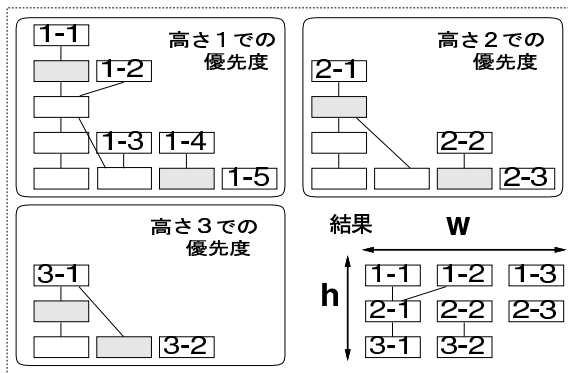 高さ１での
優先度
1-1
1-2
1-3
1-4
1-5
高さ２での
優先度
2-1
2-2
2-3
高さ３での
優先度
3-1
3-2
結果
w
h
1-1 1-2 1-3
2-1 2-2 2-3
3-1 3-2